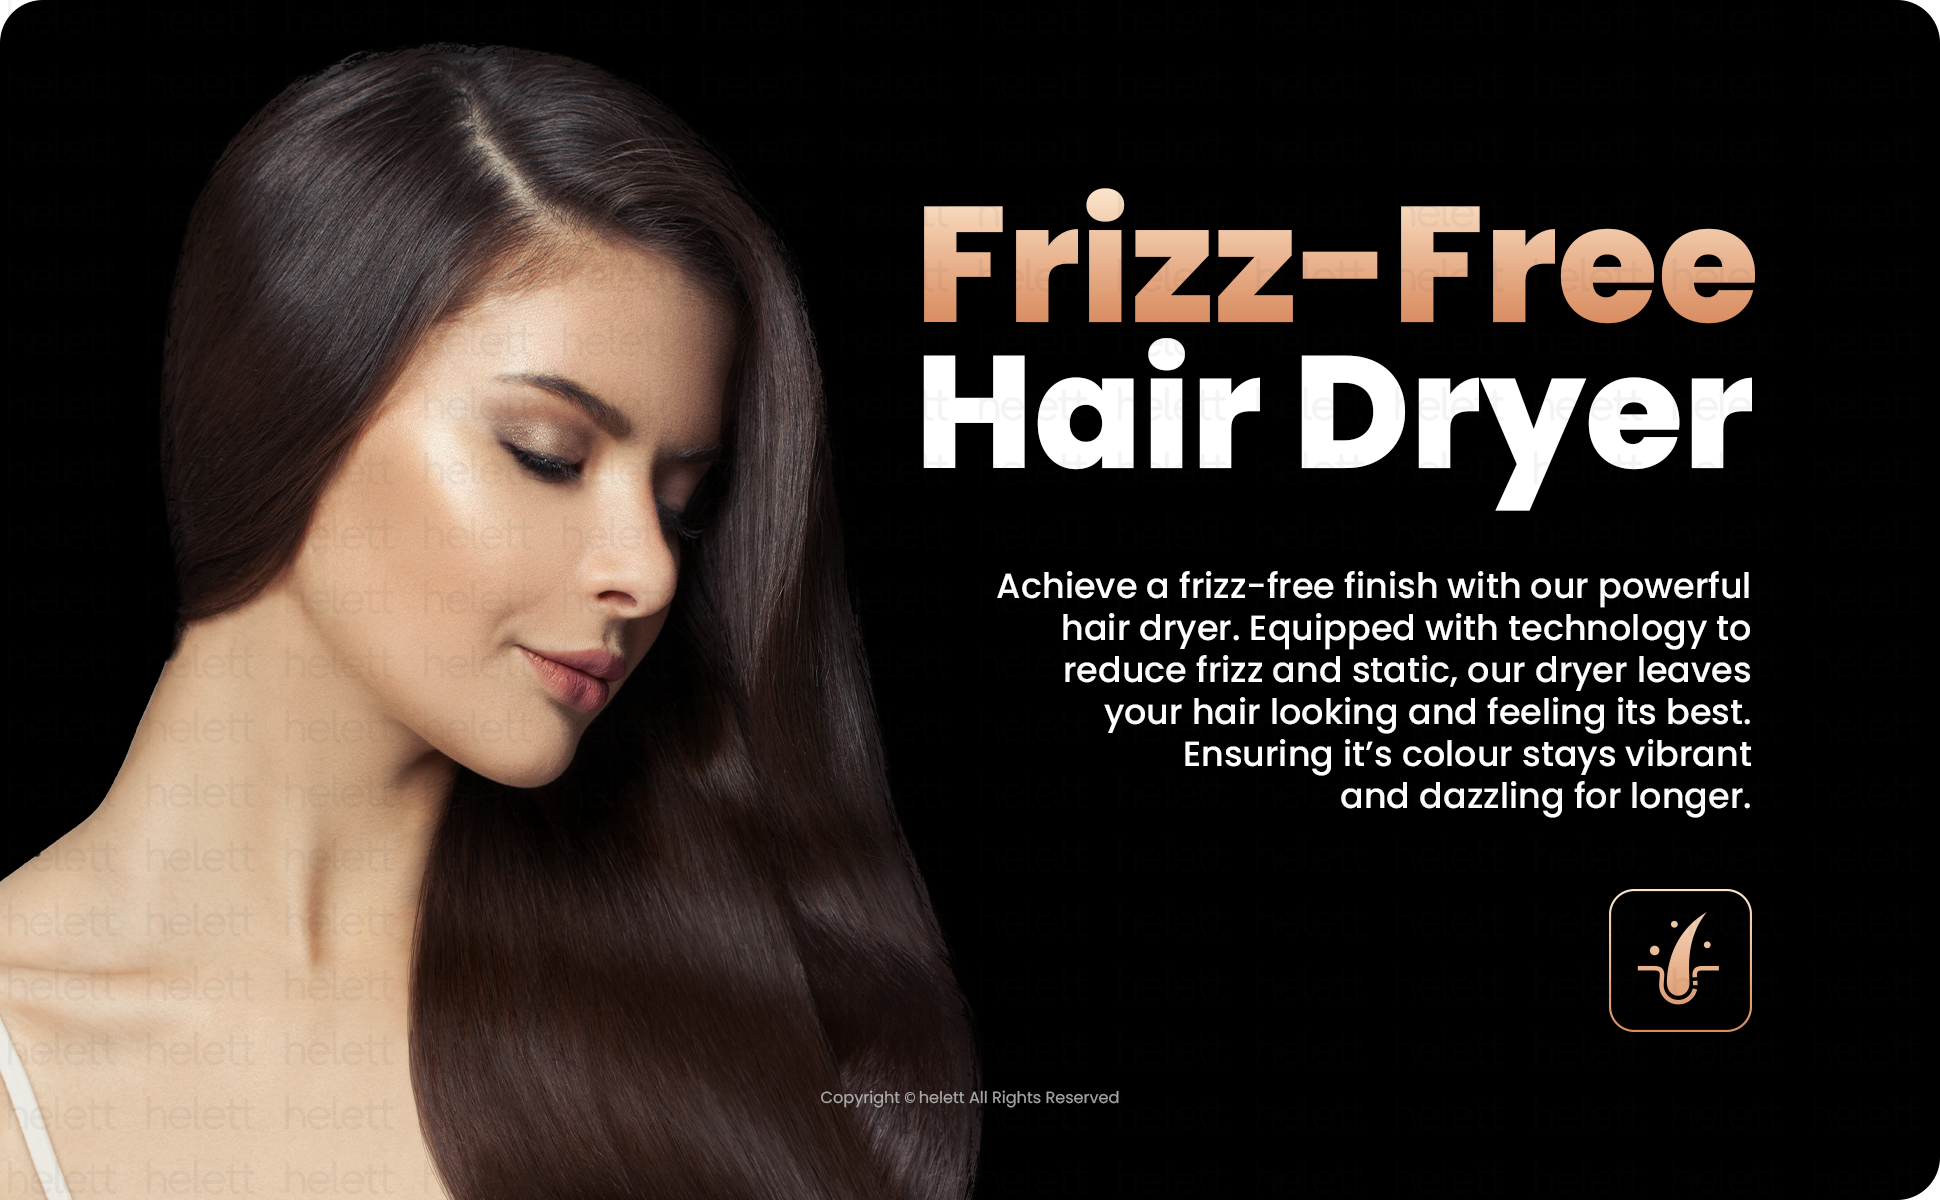 Frizz-Free
Hair Dryer
Achieve a frizz-free finish with our powerful
hair dryer. Equipped with technology to
reduce frizz and static, our dryer leaves
your hair looking and feeling its best.
Ensuring it’s colour stays vibrant
and dazzling for longer.
Copyright © helett All Rights Reserved